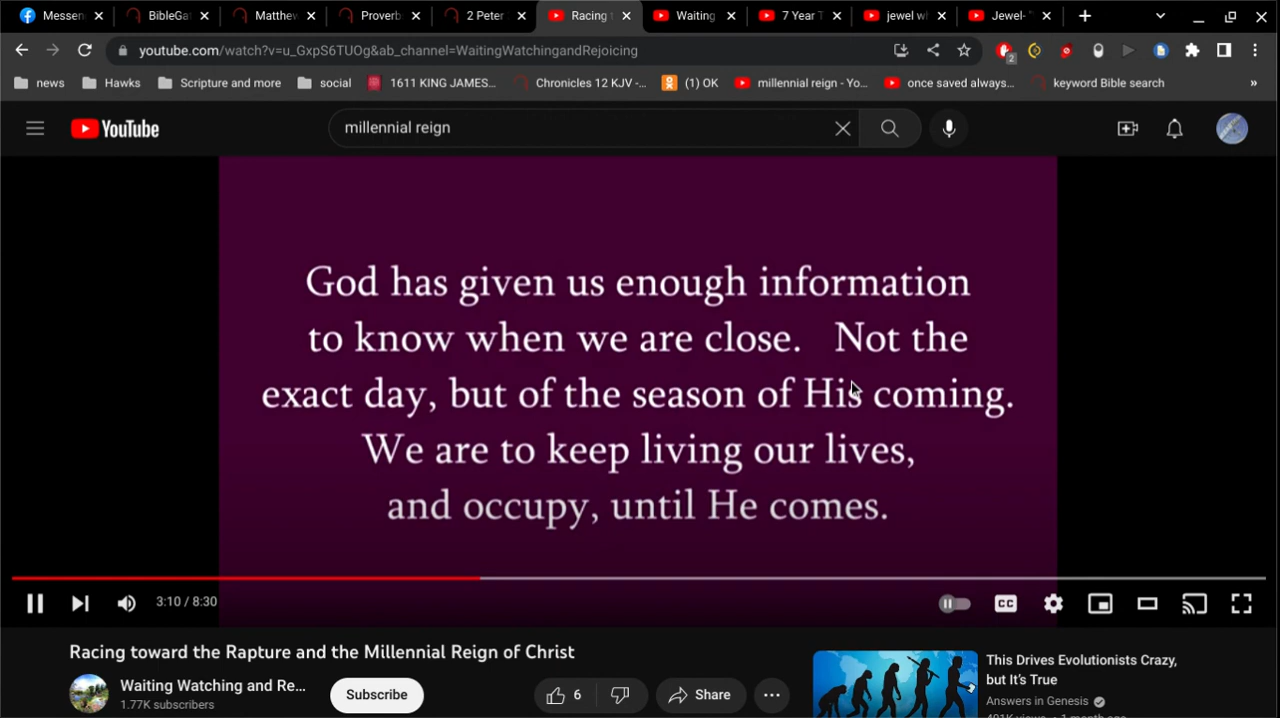 Messen
BibleGa
Matthew
Proverb
2 Peter
Racing t
Waiting
7 Year T
jewel w
Jewel- "
youtube.com/watch?v=u_GxpS6TUOg&ab_channel=WaitingWatchingandRejoicing
2
news
Hawks
Scripture and more
social
1611 KING JAMES...
Chronicles 12 KJV -...
(1) OK
millennial reign - Yo...
once saved always...
keyword Bible search
»
YouTube
millennial reign
God has given us enough information
to know when we are close. Not the
exact day, but of the season of His coming.
We are to keep living our lives,
and occupy, until He comes.
3:10 / 8:30
CC
Racing toward the Rapture and the Millennial Reign of Christ
Waiting Watching and Re...
1.77K subscribers
Subscribe
6
Share
This Drives Evolutionists Crazy,
but It's True
Answers in Genesis